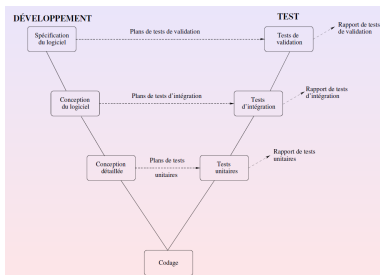 DÉVELOPPEMENT
TEST
Spécification
du logiciel
Plans de tests de validation
Tests
de validation
Rapport de tests
de validation
Conception
du logiciel
Plans de tests d'intégration
Tests
d'intégration
Rapport de tests
d'intégration
Conception
détaillée
Plans de tests
unitaires
Tests
unitaires
Rapport de tests
unitaires
Codage